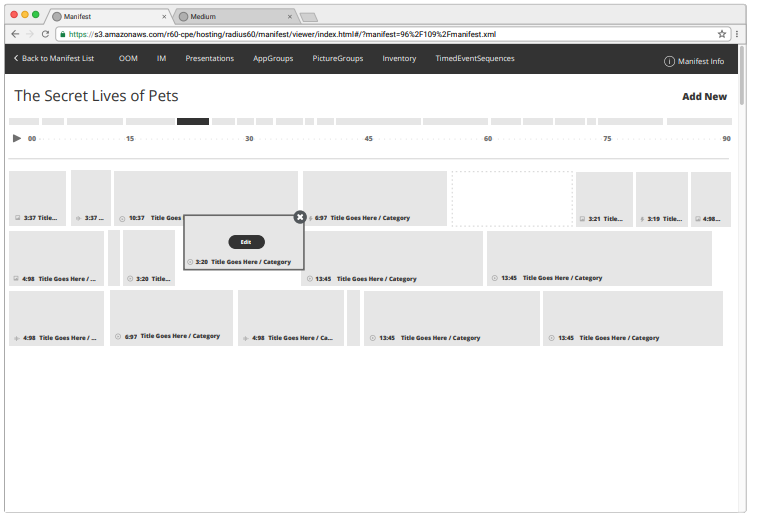 Manifest
Medium
https://s3.amazonaws.com/r60-cpe/hosting/radius60/manifest/viewer/index.html#/?manifest=96%2F109%2Fmanifest.xml
Back to Manifest List OOM IM Presentations AppGroups PictureGroups Inventory TimedEventSequences Manifest Info
The Secret Lives of Pets
Add New
00 15 30 45 60 75 90
3:37 Title...
3:37 ...
10:37 Title Goes
6:97 Title Goes Here / Category
3:21 Title...
3:19 Title...
4:98...
Edit
3:20 Title Goes Here / Category
4:98 Title Goes Here / ...
3:20 Title...
13:45 Title Goes Here / Category
13:45 Title Goes Here / Category
4:98 Title Goes Here / ...
6:97 Title Goes Here / Category
4:98 Title Goes Here / Ca...
13:45 Title Goes Here / Category
13:45 Title Goes Here / Category